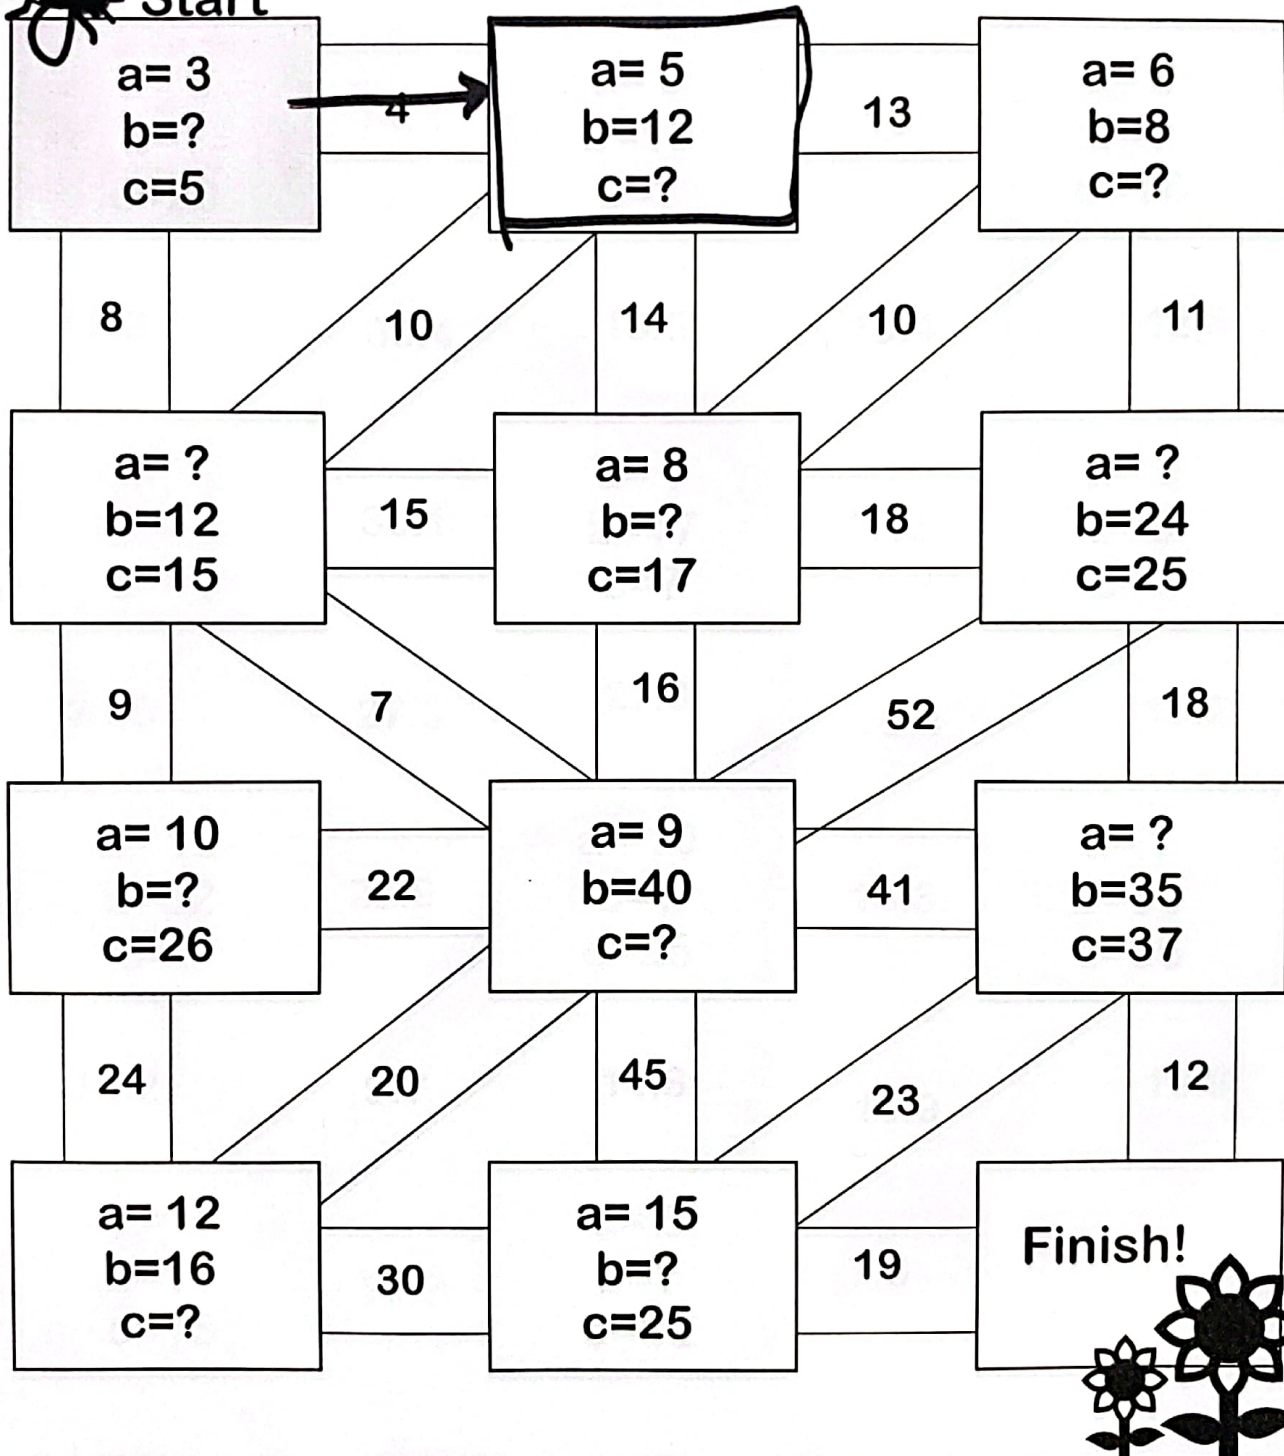 Start
a= 3
b=?
c=5
4
a= 5
b=12
c=?
13
a= 6
b=8
c=?
8
10
14
10
11
a= ?
b=12
c=15
15
a= 8
b=?
c=17
18
a= ?
b=24
c=25
9
7
16
52
18
a= 10
b=?
c=26
22
a= 9
b=40
c=?
41
a= ?
b=35
c=37
24
20
45
23
12
a= 12
b=16
c=?
30
a= 15
b=?
c=25
19
Finish!